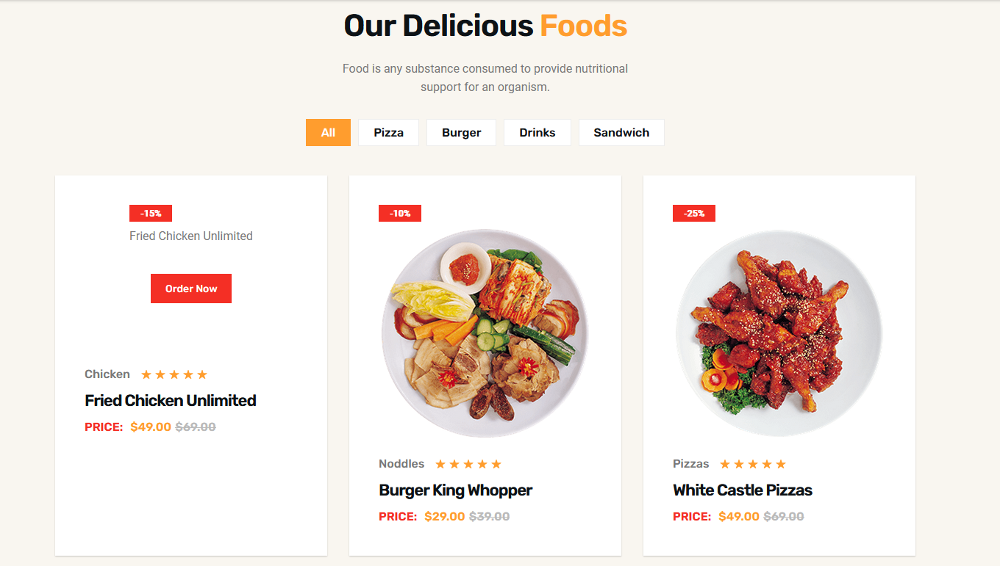 Our Delicious Foods
Food is any substance consumed to provide nutritional
support for an organism.
All
Pizza
Burger
Drinks
Sandwich
-15%
Fried Chicken Unlimited
Order Now
Chicken
Fried Chicken Unlimited
PRICE: $49.00 $69.00
-10%
Noddles
Burger King Whopper
PRICE: $29.00 $39.00
-25%
Pizzas
White Castle Pizzas
PRICE: $49.00 $69.00